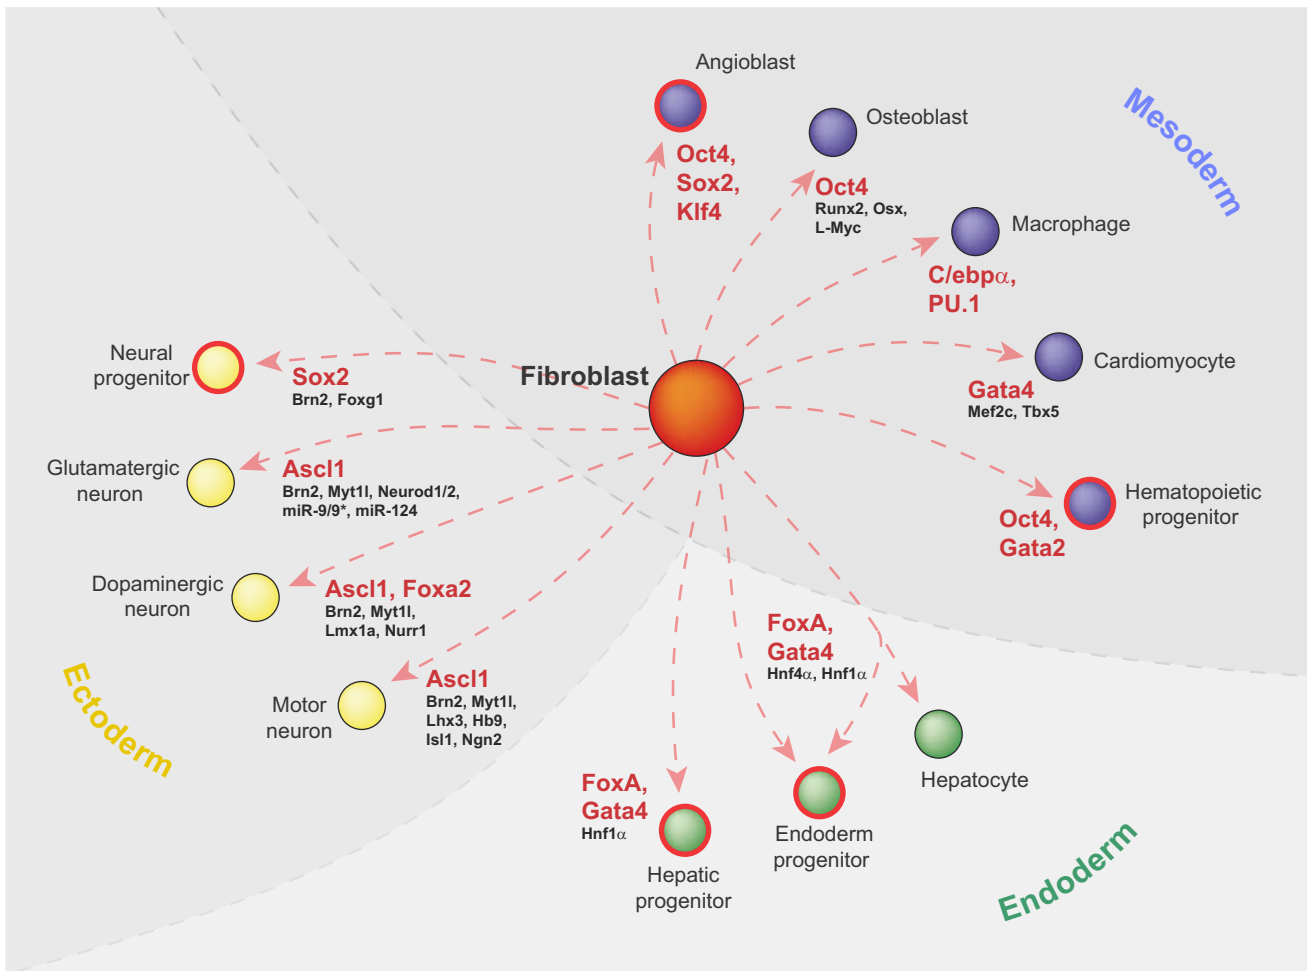 Angioblast
Oct4,
Sox2,
Klf4
Osteoblast
Oct4
Runx2, Osx,
L-Myc
Mesoderm
Macrophage
C/ebpα,
PU.1
Cardiomyocyte
Gata4
Mef2c, Tbx5
Hematopoietic
progenitor
Oct4,
Gata2
Fibroblast
Neural
progenitor
Sox2
Brn2, Foxg1
Glutamatergic
neuron
Ascl1
Brn2, Myt1l, Neurod1/2,
miR-9/9*, miR-124
Dopaminergic
neuron
Ascl1, Foxa2
Brn2, Myt1l,
Lmx1a, Nurr1
Motor
neuron
Ascl1
Brn2, Myt1l,
Lhx3, Hb9,
Isl1, Ngn2
Ectoderm
FoxA,
Gata4
Hnf4α, Hnf1α
Hepatocyte
FoxA,
Gata4
Hnf1α
Hepatic
progenitor
Endoderm
progenitor
Endoderm